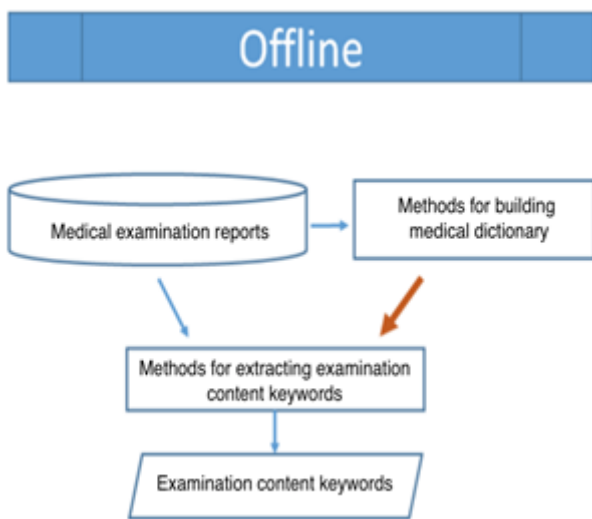 Offline
Medical examination reports
Methods for building
medical dictionary
Methods for extracting examination
content keywords
Examination content keywords